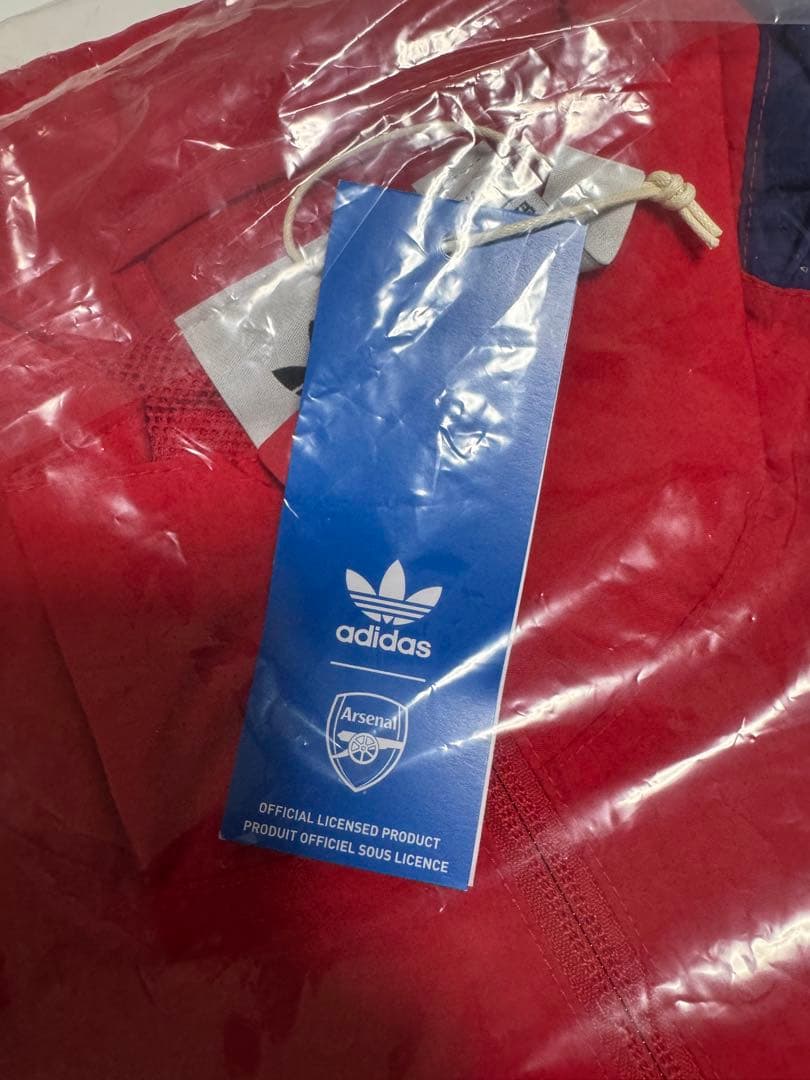 adidas
Arsenal
OFFICIAL LICENSED PRODUCT
PRODUIT OFFICIEL SOUS LICENCE